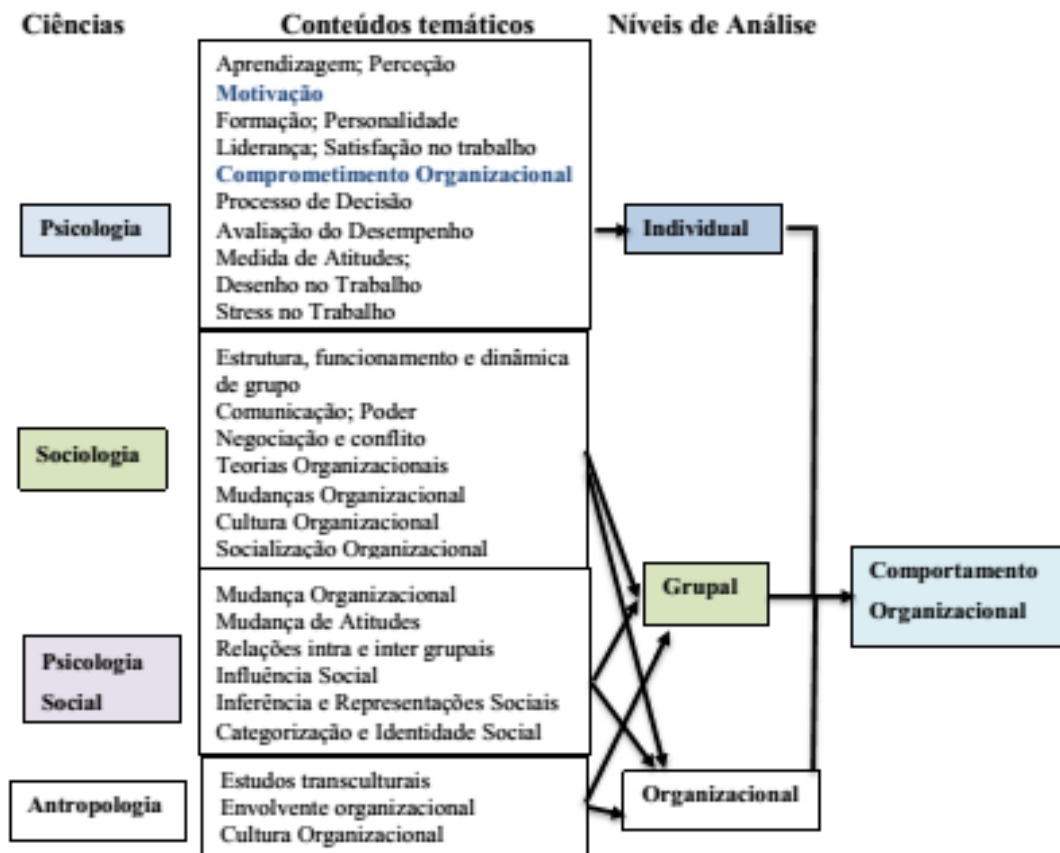 Ciências Conteúdos temáticos Níveis de Análise
Aprendizagem; Perceção
Motivação
Formação; Personalidade
Liderança; Satisfação no trabalho
Comprometimento Organizacional
Processo de Decisão
Avaliação do Desempenho
Medida de Atitudes;
Desenho no Trabalho
Stress no Trabalho
Psicologia
Individual
Estrutura, funcionamento e dinâmica
de grupo
Comunicação; Poder
Negociação e conflito
Teorias Organizacionais
Mudanças Organizacional
Cultura Organizacional
Socialização Organizacional
Sociologia
Grupal
Comportamento
Organizacional
Mudança Organizacional
Mudança de Atitudes
Relações intra e inter grupais
Influência Social
Inferência e Representações Sociais
Categorização e Identidade Social
Psicologia
Social
Estudos transculturais
Envolvente organizacional
Cultura Organizacional
Antropologia
Organizacional